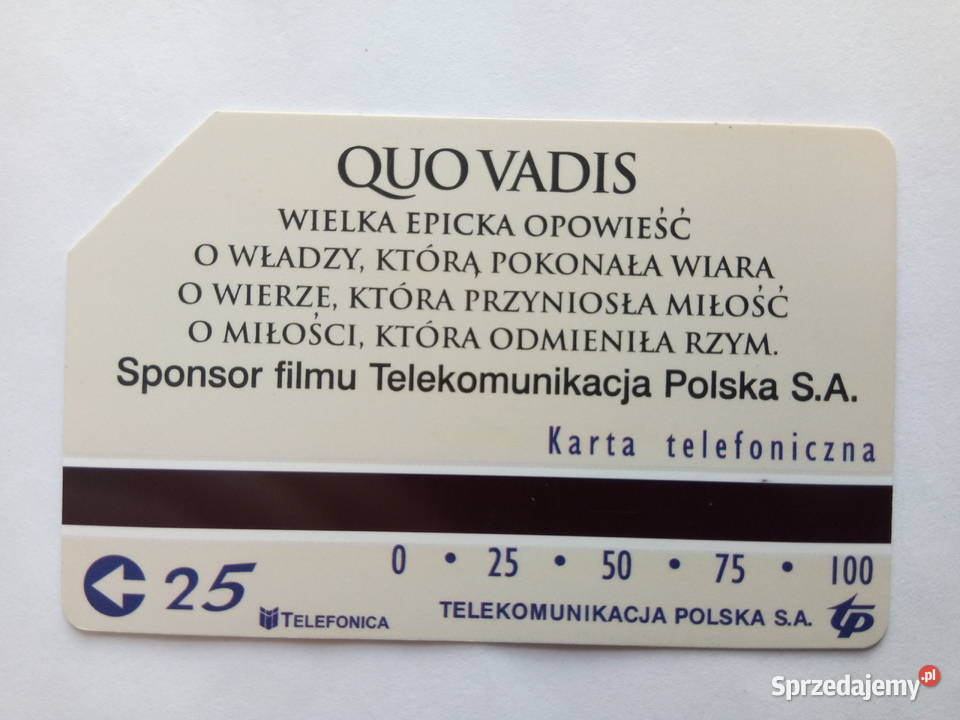 QUO VADIS
WIELKA EPICKA OPOWIEŚĆ
O WŁADZY, KTÓRĄ POKONAŁA WIARA
O WIERZE, KTÓRA PRZYNIOSŁA MIŁOŚĆ
O MIŁOŚCI, KTÓRA ODMIENIŁA RZYM.
Sponsor filmu Telekomunikacja Polska S.A.
Karta telefoniczna
0 • 25 • 50 • 75 • 100
25
TELEFONICA
TELEKOMUNIKACJA POLSKA S.A. tp
Sprzedajemy.pl